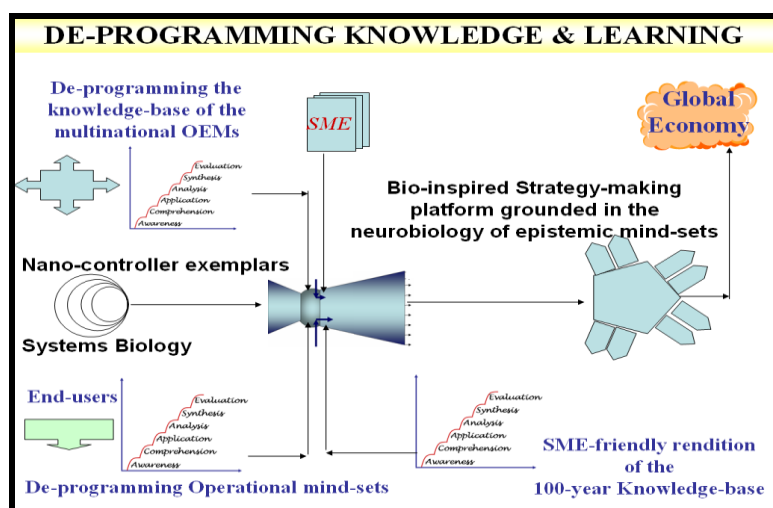 DE-PROGRAMMING KNOWLEDGE & LEARNING
De-programming the
knowledge-base of the
multinational OEMs
Evaluation
Synthesis
Analysis
Application
Comprehension
Awareness
SME
Global
Economy
Bio-inspired Strategy-making
platform grounded in the
neurobiology of epistemic mind-sets
Nano-controller exemplars
Systems Biology
End-users
Evaluation
Synthesis
Analysis
Application
Comprehension
Awareness
De-programming Operational mind-sets
Evaluation
Synthesis
Analysis
Application
Comprehension
Awareness
SME-friendly rendition
of the
100-year Knowledge-base